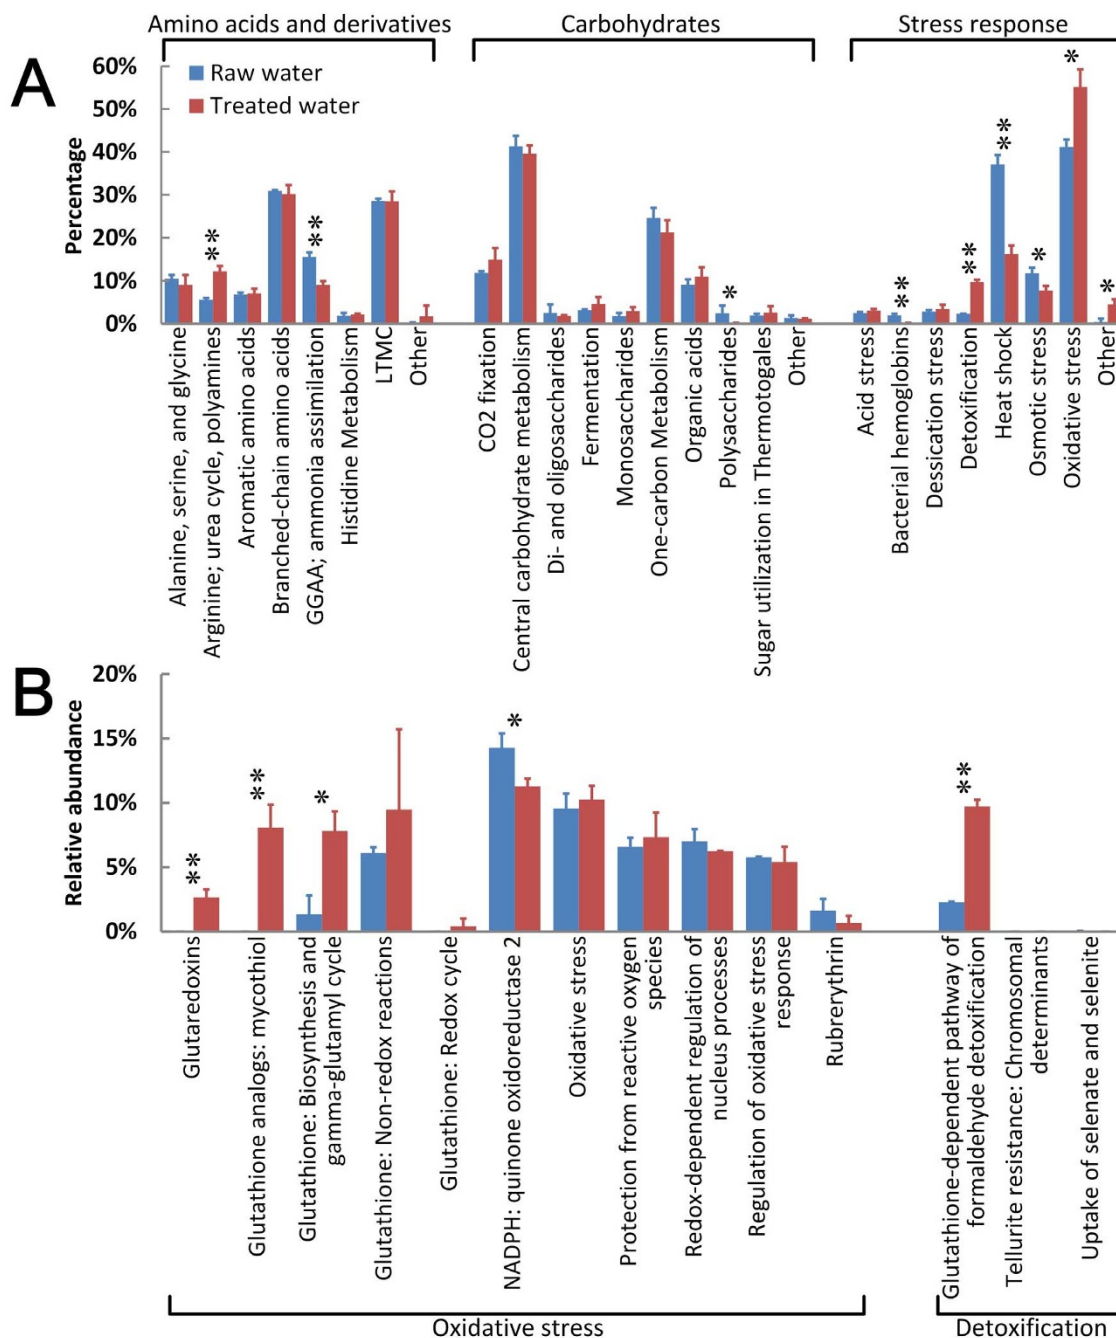 Amino acids and derivatives
Carbohydrates
Stress response
A
Percentage
60%
50%
40%
30%
20%
10%
0%
Raw water
Treated water
**
**
*
**
**
**
*
*
*
Alanine, serine, and glycine
Arginine; urea cycle, polyamines
Aromatic amino acids
Branched-chain amino acids
GGAA; ammonia assimilation
Histidine Metabolism
LTMC
Other
CO2 fixation
Central carbohydrate metabolism
Di- and oligosaccharides
Fermentation
Monosaccharides
One-carbon Metabolism
Organic acids
Polysaccharides
Sugar utilization in Thermotogales
Other
Acid stress
Bacterial hemoglobins
Dessication stress
Detoxification
Heat shock
Osmotic stress
Oxidative stress
Other
B
Relative abundance
20%
15%
10%
5%
0%
**
**
*
*
**
Glutaredoxins
Glutathione analogs: mycothiol
Glutathione: Biosynthesis and
gamma-glutamyl cycle
Glutathione: Non-redox reactions
Glutathione: Redox cycle
NADPH: quinone oxidoreductase 2
Oxidative stress
Protection from reactive oxygen
species
Redox-dependent regulation of
nucleus processes
Regulation of oxidative stress
response
Rubrerythrin
Glutathione-dependent pathway of
formaldehyde detoxification
Tellurite resistance: Chromosomal
determinants
Uptake of selenate and selenite
Oxidative stress
Detoxification